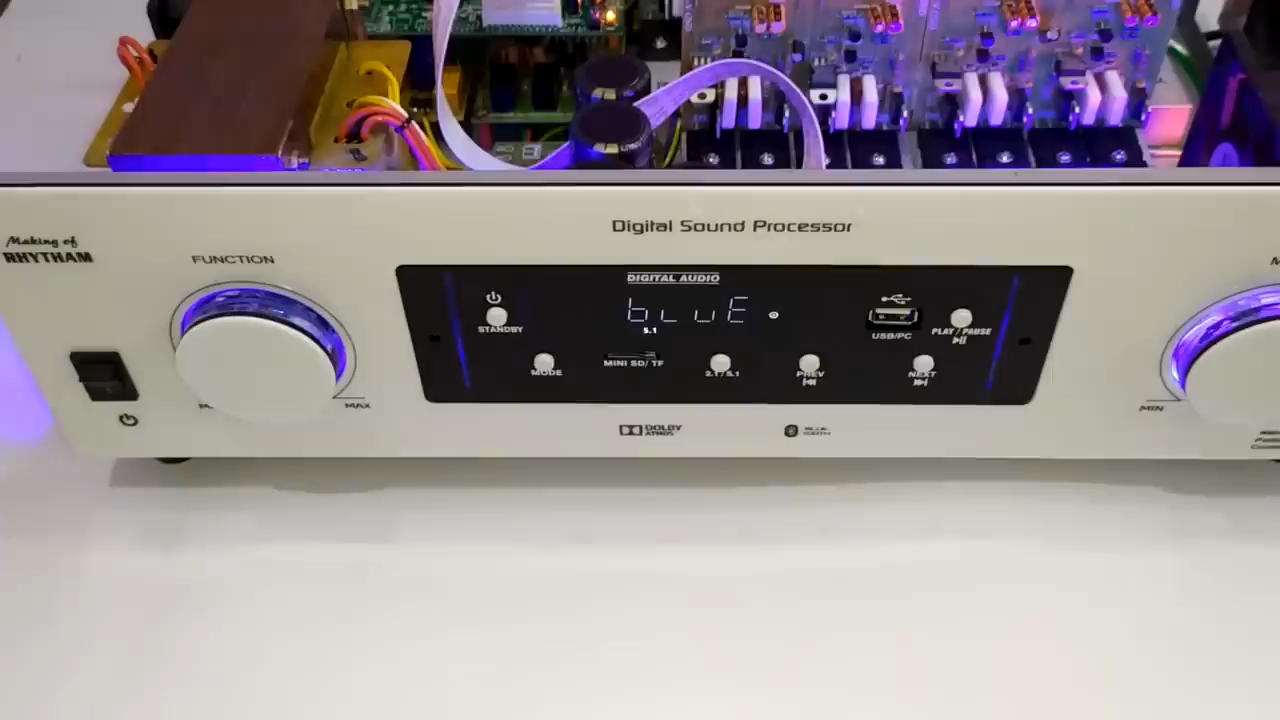 Digital Sound Processor
Making of
RHYTHAM
FUNCTION
DIGITAL AUDIO
bLuE
5.1
STANDBY
USB/PC
PLAY / PAUSE
MODE
MINI SD/ TF
2.1 / 5.1
PREV
NEXT
MAX
MIN
DOLBY
ATMOS